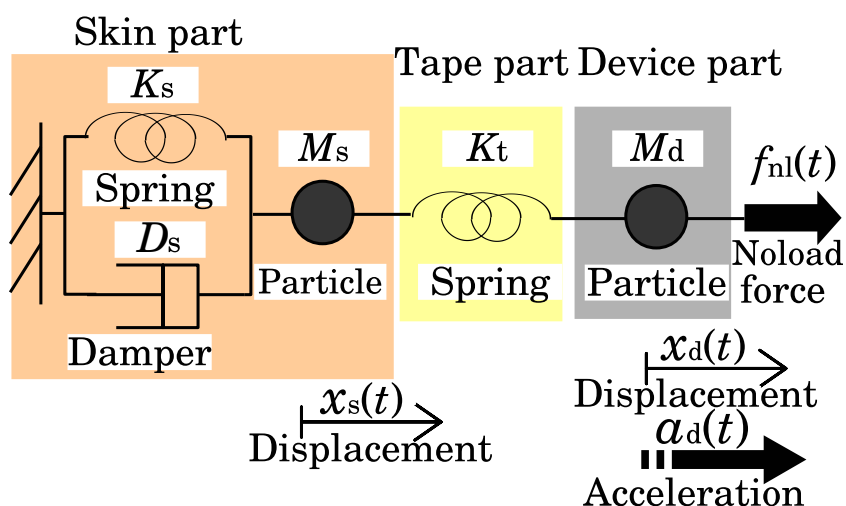 Skin part
Tape part
Device part
Ks
Spring
Ds
Damper
Ms
Particle
Kt
Spring
Md
Particle
fnl(t)
Noload
force
xs(t)
Displacement
xd(t)
Displacement
ad(t)
Acceleration